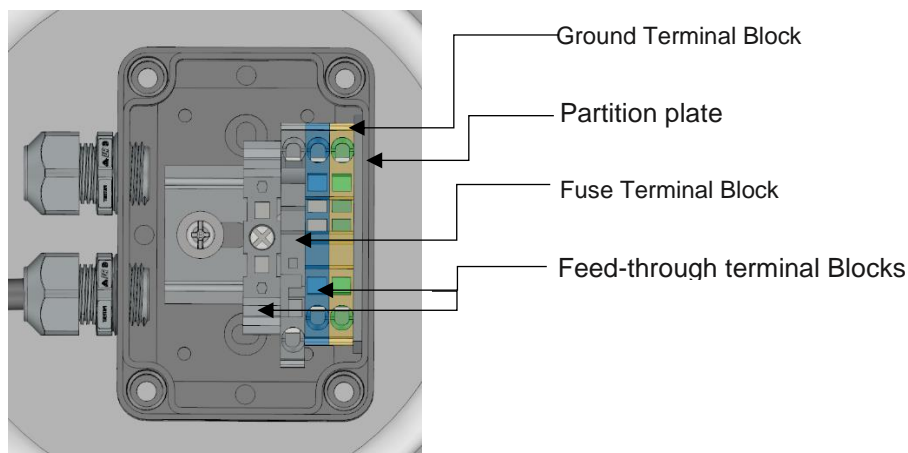 Ground Terminal Block
Partition plate
Fuse Terminal Block
Feed-through terminal Blocks